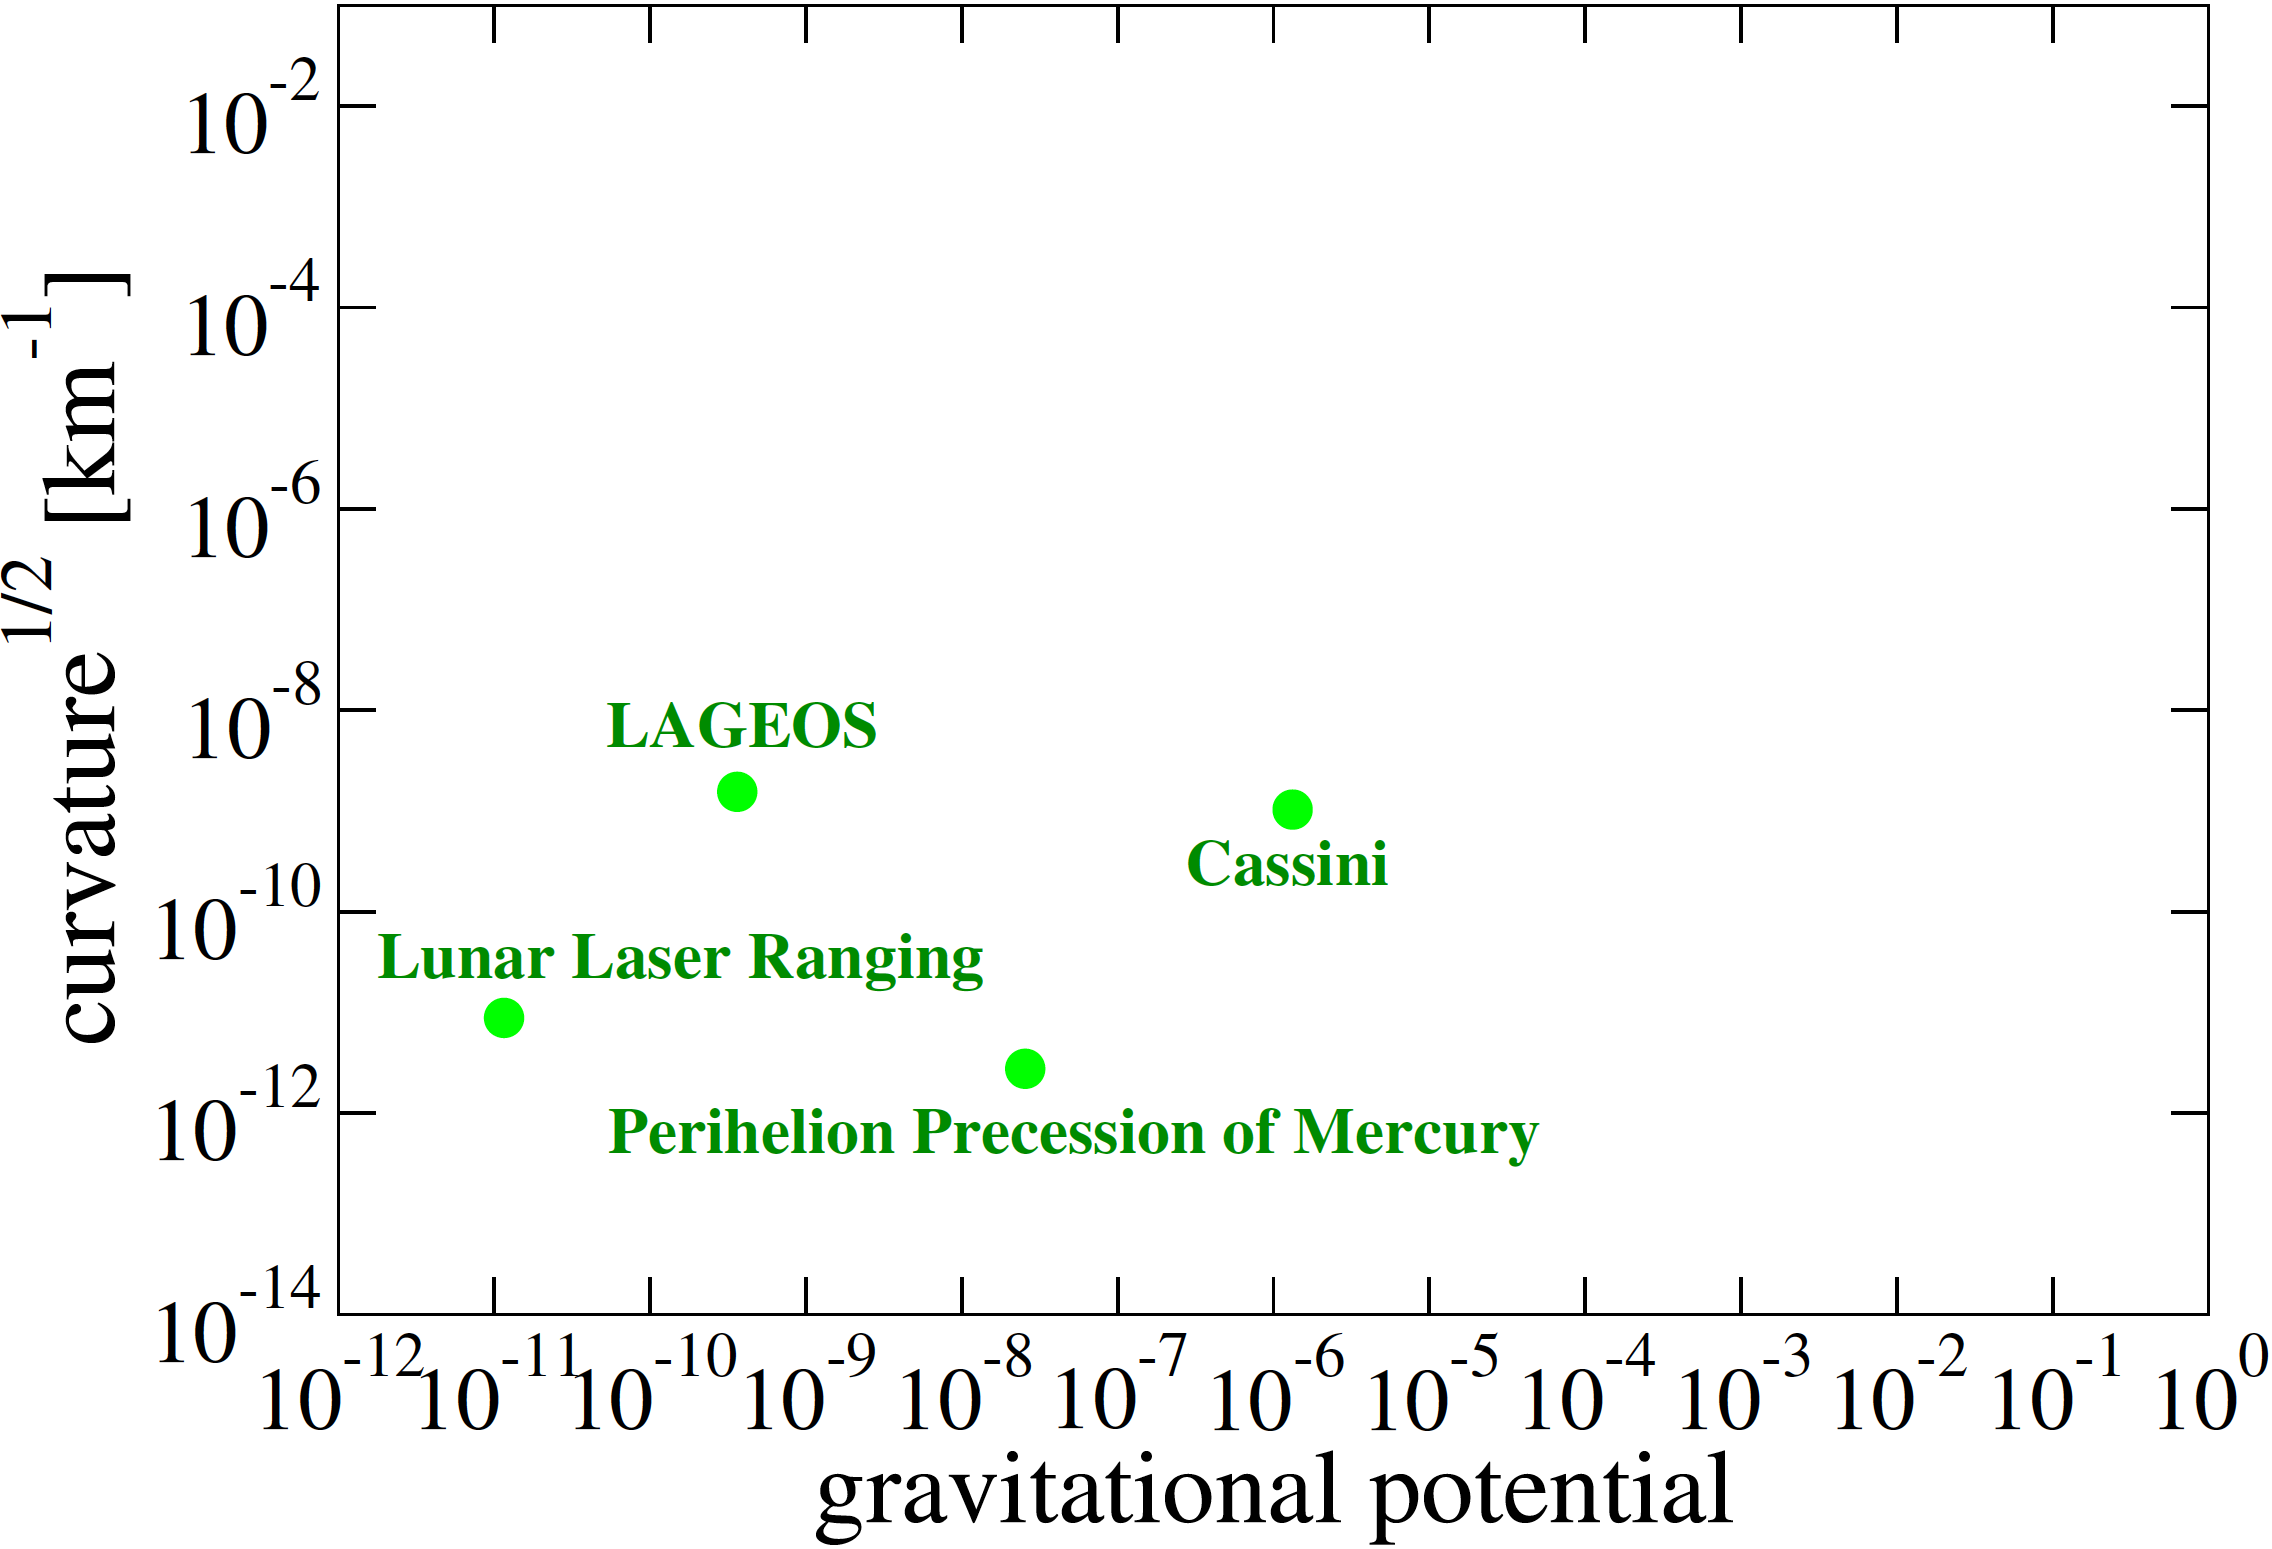 10^-2
10^-4
10^-6
10^-8
10^-10
10^-12
10^-14
curvature^1/2 [km^-1]
LAGEOS
Cassini
Lunar Laser Ranging
Perihelion Precession of Mercury
10^-12 10^-11 10^-10 10^-9 10^-8 10^-7 10^-6 10^-5 10^-4 10^-3 10^-2 10^-1 10^0
gravitational potential